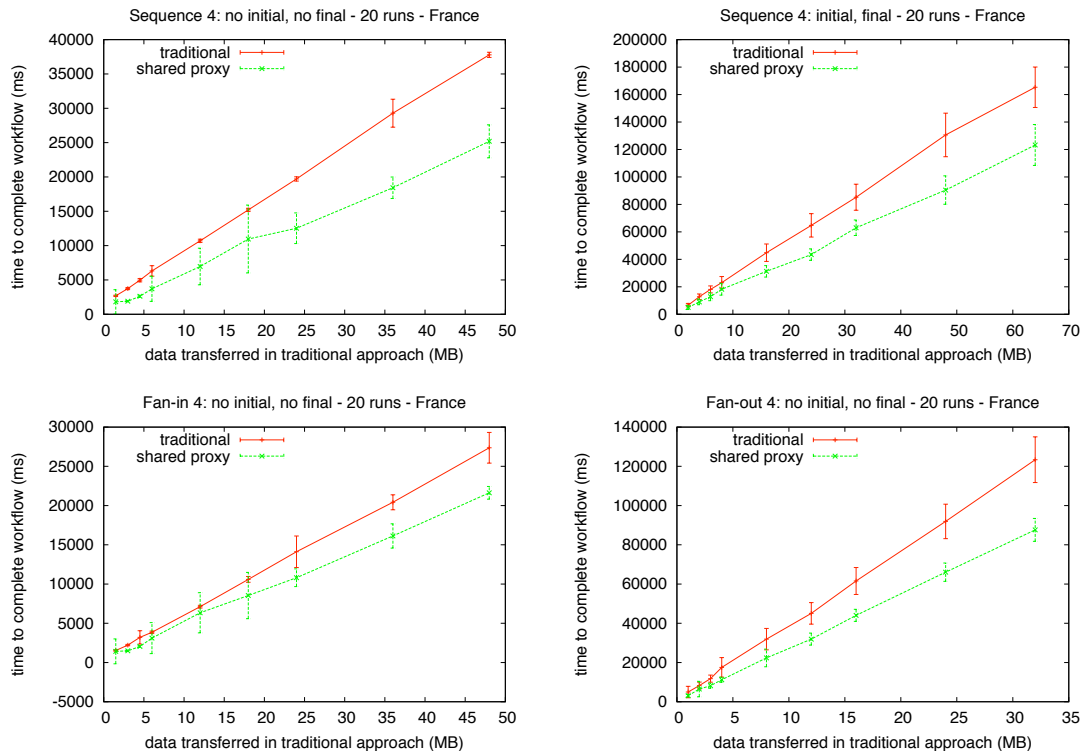 Sequence 4: no initial, no final - 20 runs - France
traditional
shared proxy
time to complete workflow (ms)
40000
35000
30000
25000
20000
15000
10000
5000
0
0 5 10 15 20 25 30 35 40 45 50
data transferred in traditional approach (MB)
Sequence 4: initial, final - 20 runs - France
traditional
shared proxy
time to complete workflow (ms)
200000
180000
160000
140000
120000
100000
80000
60000
40000
20000
0
0 10 20 30 40 50 60 70
data transferred in traditional approach (MB)
Fan-in 4: no initial, no final - 20 runs - France
traditional
shared proxy
time to complete workflow (ms)
30000
25000
20000
15000
10000
5000
0
-5000
0 5 10 15 20 25 30 35 40 45 50
data transferred in traditional approach (MB)
Fan-out 4: no initial, no final - 20 runs - France
traditional
shared proxy
time to complete workflow (ms)
140000
120000
100000
80000
60000
40000
20000
0
0 5 10 15 20 25 30 35
data transferred in traditional approach (MB)